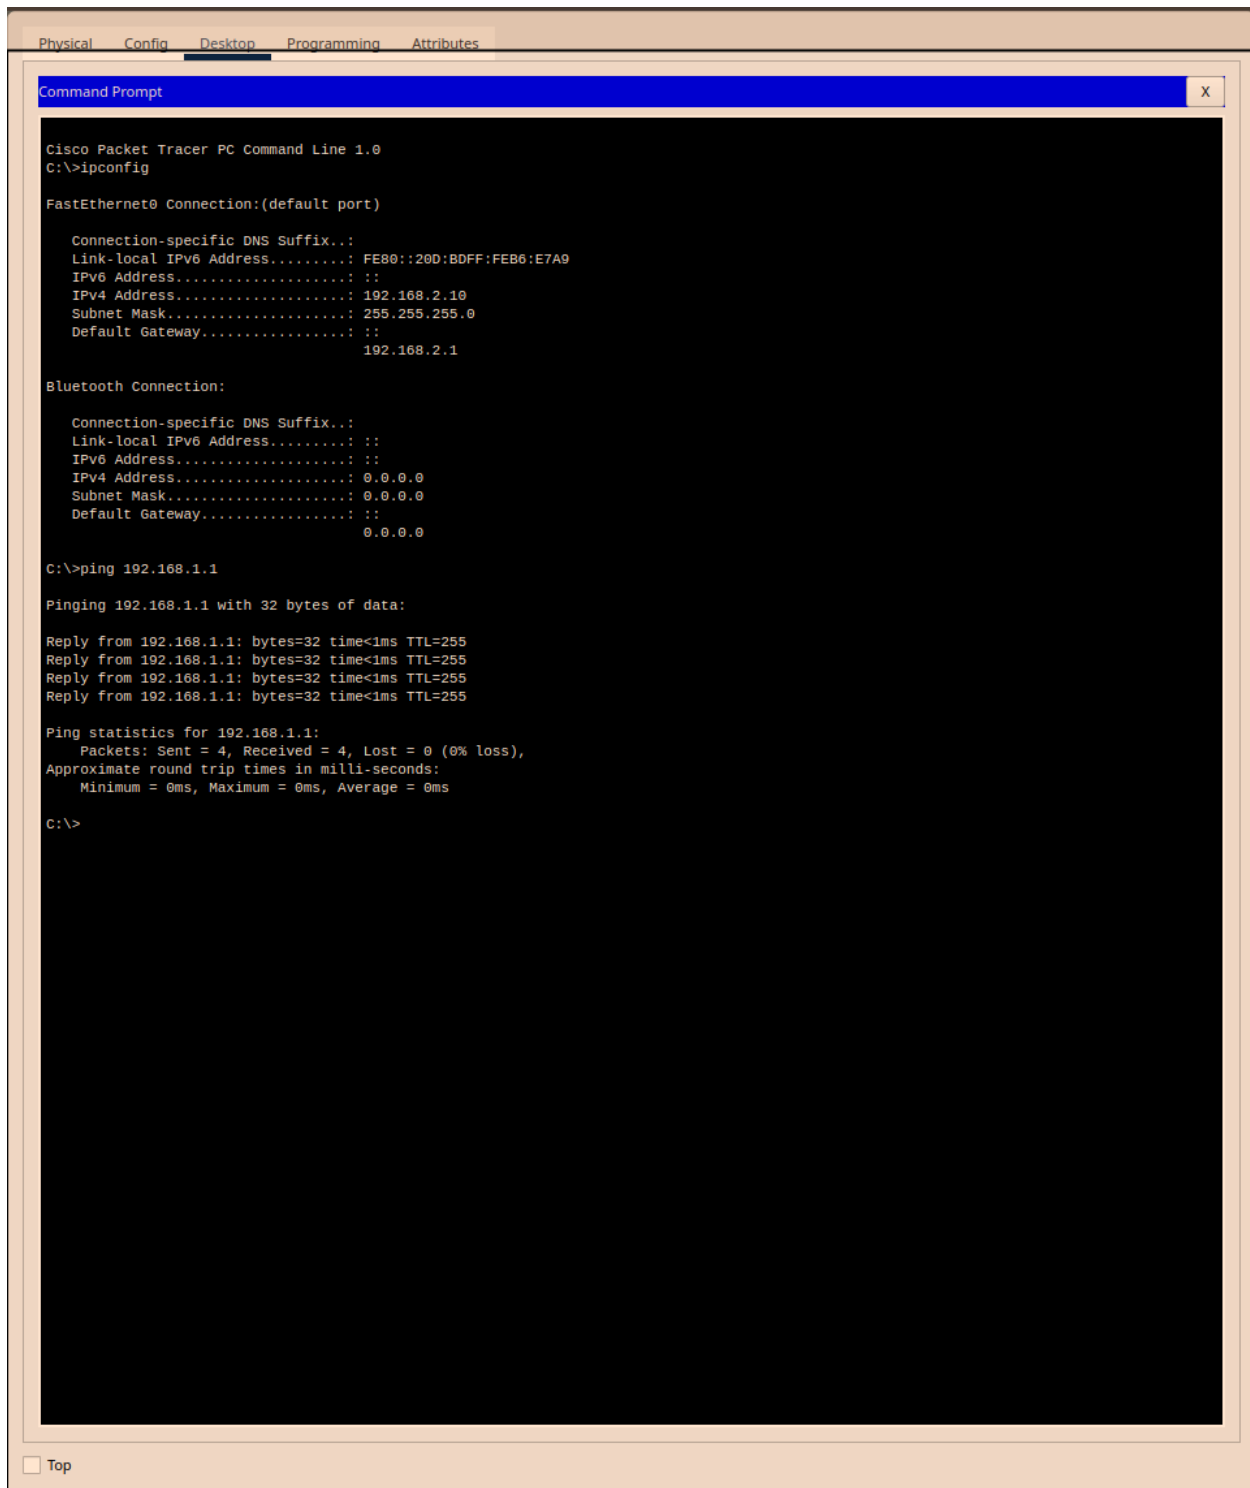 Physical Config Desktop Programming Attributes
Command Prompt X
Cisco Packet Tracer PC Command Line 1.0
C:\>ipconfig
FastEthernet0 Connection:(default port)
Connection-specific DNS Suffix..:
Link-local IPv6 Address.........: FE80::20D:BDFF:FEB6:E7A9
IPv6 Address....................: ::
IPv4 Address....................: 192.168.2.10
Subnet Mask.....................: 255.255.255.0
Default Gateway.................: ::
192.168.2.1
Bluetooth Connection:
Connection-specific DNS Suffix..:
Link-local IPv6 Address.........: ::
IPv6 Address....................: ::
IPv4 Address....................: 0.0.0.0
Subnet Mask.....................: 0.0.0.0
Default Gateway.................: ::
0.0.0.0
C:\>ping 192.168.1.1
Pinging 192.168.1.1 with 32 bytes of data:
Reply from 192.168.1.1: bytes=32 time<1ms TTL=255
Reply from 192.168.1.1: bytes=32 time<1ms TTL=255
Reply from 192.168.1.1: bytes=32 time<1ms TTL=255
Reply from 192.168.1.1: bytes=32 time<1ms TTL=255
Ping statistics for 192.168.1.1:
Packets: Sent = 4, Received = 4, Lost = 0 (0% loss),
Approximate round trip times in milli-seconds:
Minimum = 0ms, Maximum = 0ms, Average = 0ms
C:\>
Top